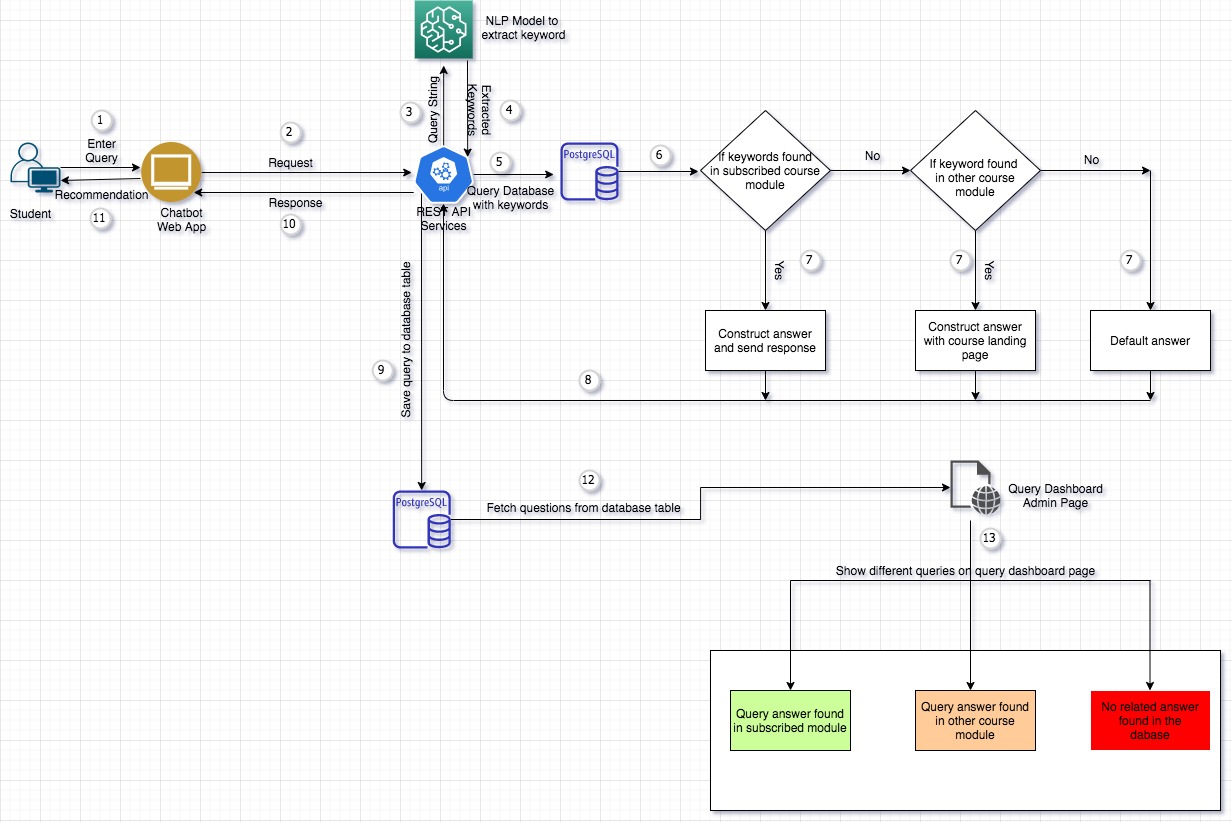 NLP Model to
extract keyword
3
Query String
Extracted
Keywords
4
1
Enter
Query
2
Request
api
5
PostgreSQL
6
If keywords found
in subscribed course
module
No
If keyword found
in other course
module
No
Student
Recommendation
11
Chatbot
Web App
Response
10
REST API
Services
Query Database
with keywords
Yes
7
7
Yes
7
Construct answer
and send response
Construct answer
with course landing
page
Default answer
9
Save query to database table
8
PostgreSQL
12
Fetch questions from database table
Query Dashboard
Admin Page
13
Show different queries on query dashboard page
Query answer found
in subscribed module
Query answer found
in other course
module
No related answer
found in the
dabase